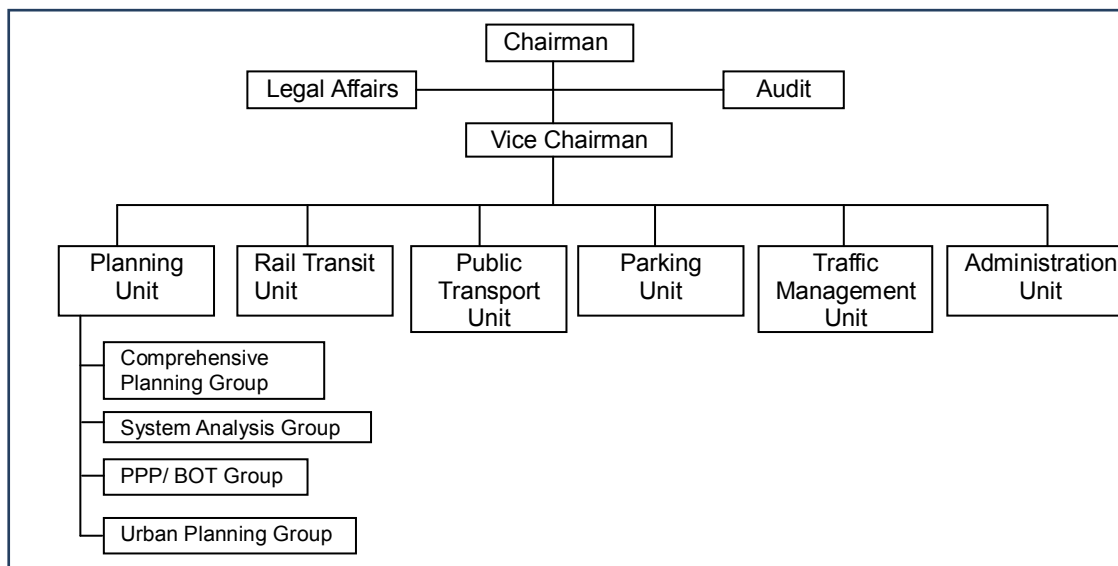 Chairman
Legal Affairs
Audit
Vice Chairman
Planning
Unit
Rail Transit
Unit
Public
Transport
Unit
Parking
Unit
Traffic
Management
Unit
Administration
Unit
Comprehensive
Planning Group
System Analysis Group
PPP/ BOT Group
Urban Planning Group